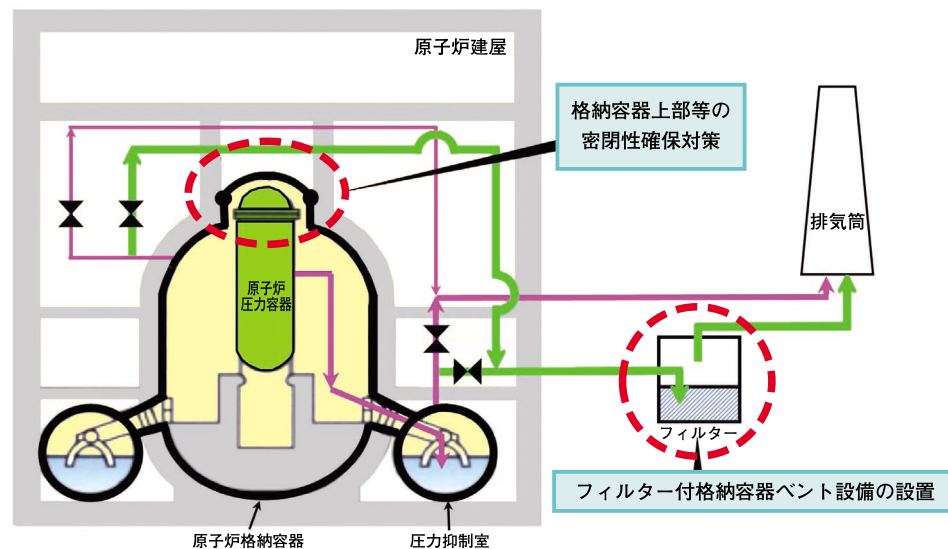 原子炉建屋
格納容器上部等の
密閉性確保対策
排気筒
原子炉
圧力容器
フィルター
フィルター付格納容器ベント設備の設置
原子炉格納容器
圧力抑制室